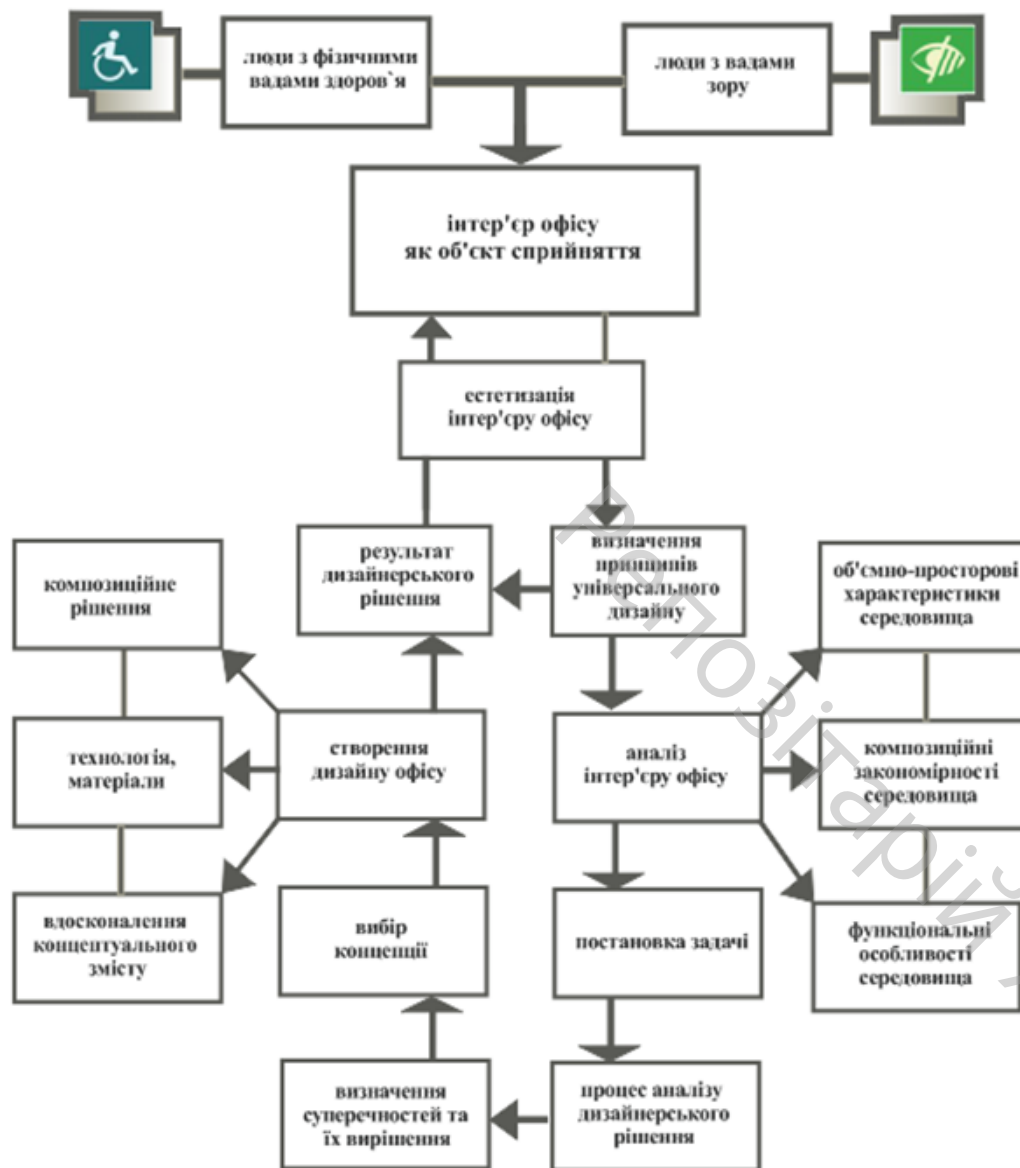 люди з фізичними
вадами здоров`я
люди з вадами
зору
інтер'єр офісу
як об'єкт сприйняття
естетизація
інтер'єру офісу
результат
дизайнерського
рішення
визначення
принципів
універсального
дизайну
композиційне
рішення
об'ємно-просторові
характеристики
середовища
технологія,
матеріали
створення
дизайну офісу
аналіз
інтер'єру офісу
композиційні
закономірності
середовища
вдосконалення
концептуального
змісту
вибір
концепції
постановка задачі
функціональні
особливості
середовища
визначення
суперечностей та
їх вирішення
процес аналізу
дизайнерського
рішення
Репозітарій